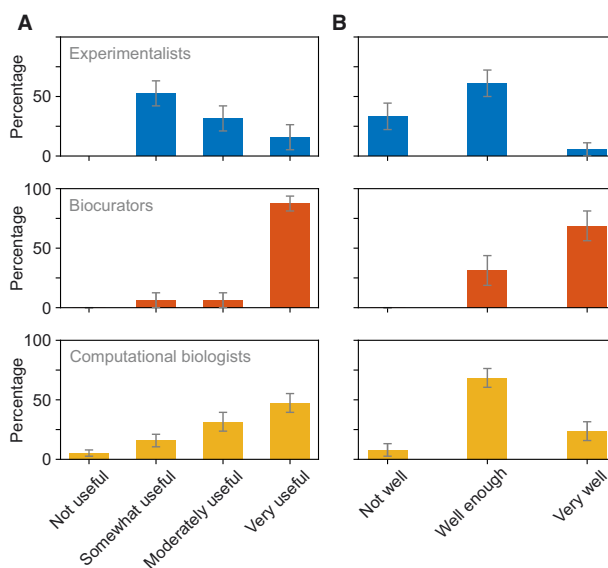 A
B
Experimentalists
Percentage
50
0
Biocurators
Percentage
100
50
0
Computational biologists
Percentage
100
50
0
Not useful
Somewhat useful
Moderately useful
Very useful
Not well
Well enough
Very well